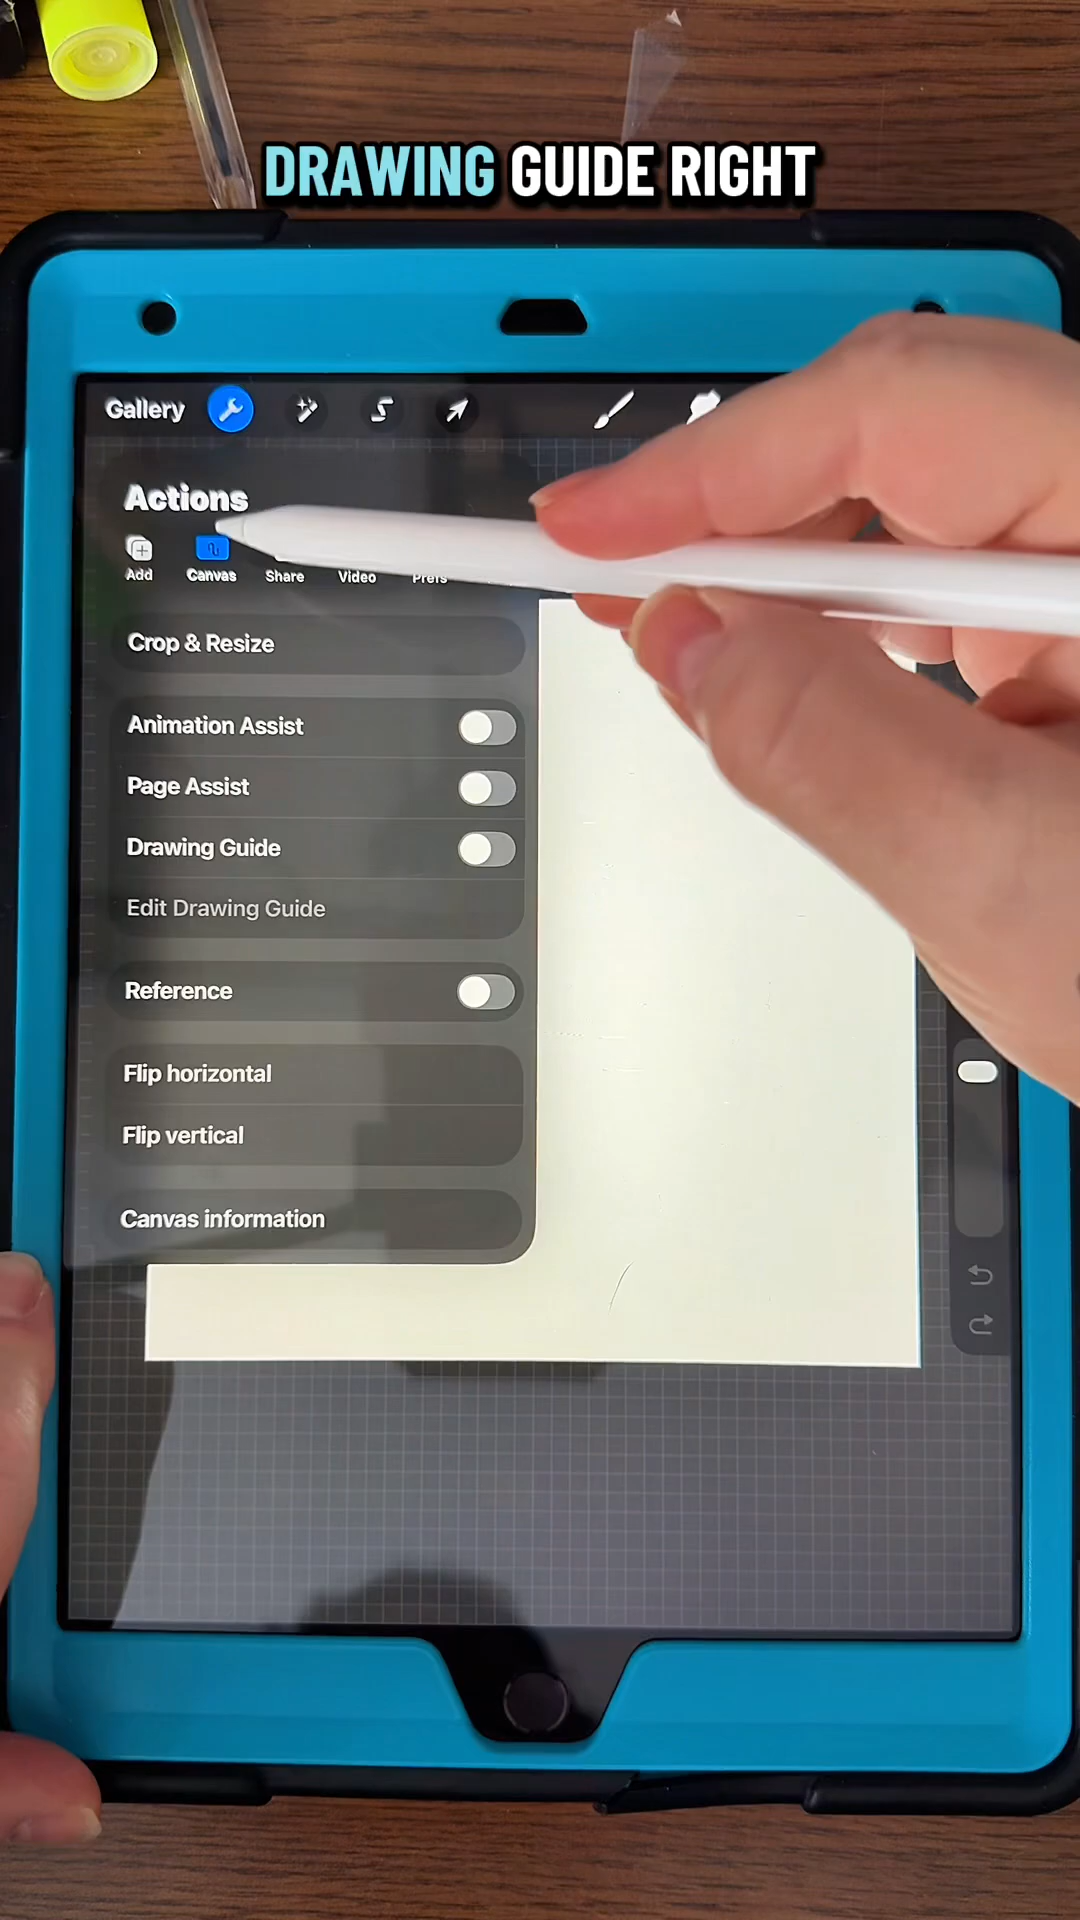 DRAWING GUIDE RIGHT
Gallery
Actions
Add
Canvas
Share
Video
Prefs
Crop & Resize
Animation Assist
Page Assist
Drawing Guide
Edit Drawing Guide
Reference
Flip horizontal
Flip vertical
Canvas information